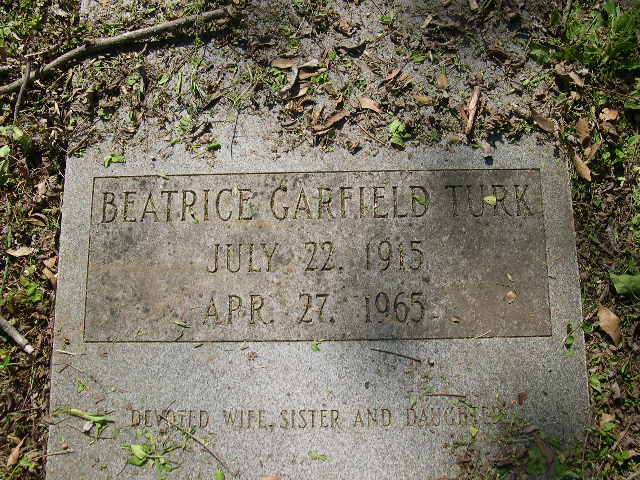 BEATRICE GARFIELD TURK
JULY 22, 1915
APR. 27, 1965
DEVOTED WIFE, SISTER AND DAUGHTER